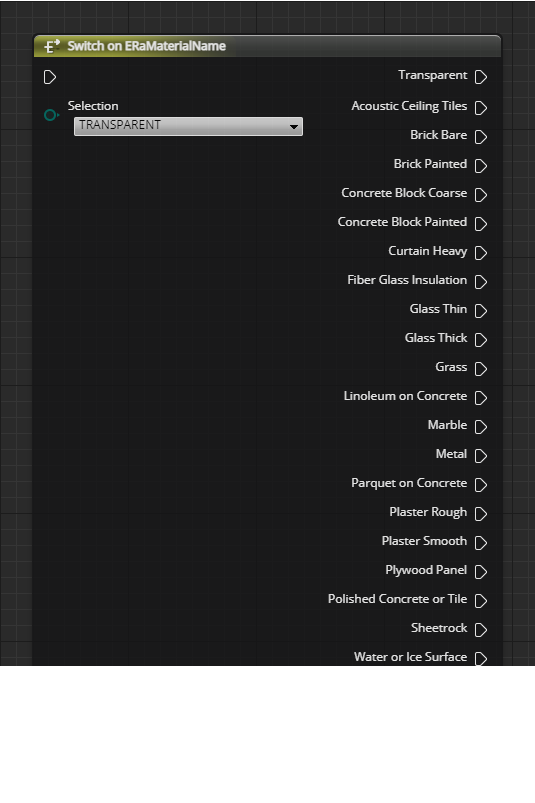 Switch on ERaMaterialName
Transparent
Selection
TRANSPARENT
Acoustic Ceiling Tiles
Brick Bare
Brick Painted
Concrete Block Coarse
Concrete Block Painted
Curtain Heavy
Fiber Glass Insulation
Glass Thin
Glass Thick
Grass
Linoleum on Concrete
Marble
Metal
Parquet on Concrete
Plaster Rough
Plaster Smooth
Plywood Panel
Polished Concrete or Tile
Sheetrock
Water or Ice Surface